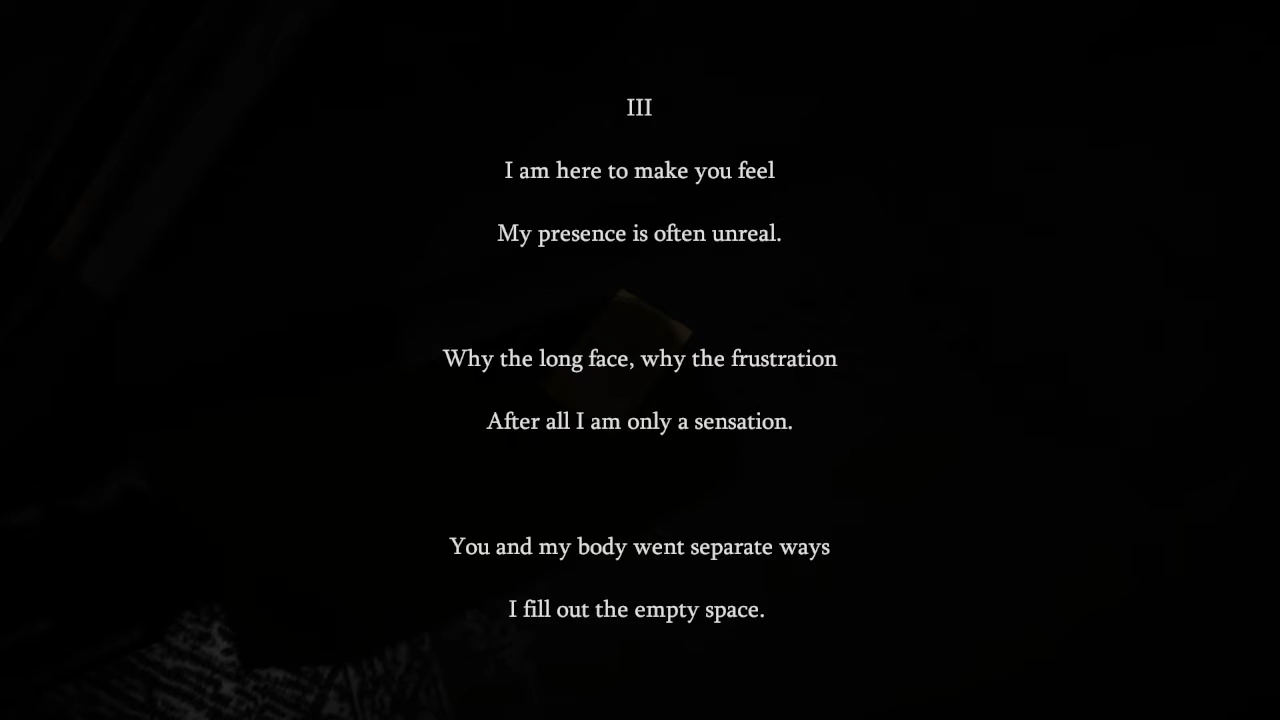 III
I am here to make you feel
My presence is often unreal.
Why the long face, why the frustration
After all I am only a sensation.
You and my body went separate ways
I fill out the empty space.